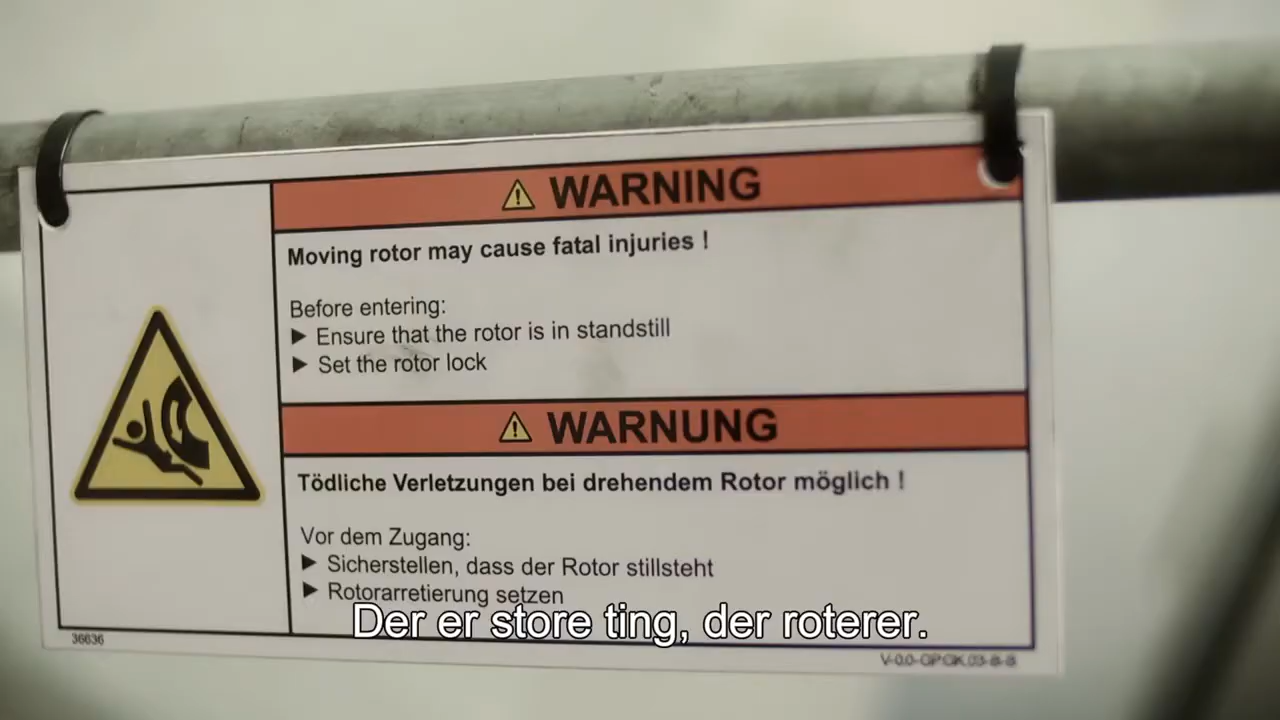 WARNING
Moving rotor may cause fatal injuries !
Before entering:
► Ensure that the rotor is in standstill
► Set the rotor lock
WARNUNG
Tödliche Verletzungen bei drehendem Rotor möglich !
Vor dem Zugang:
► Sicherstellen, dass der Rotor stillsteht
► Rotorarretierung setzen
Der er store ting, der roterer.
36636